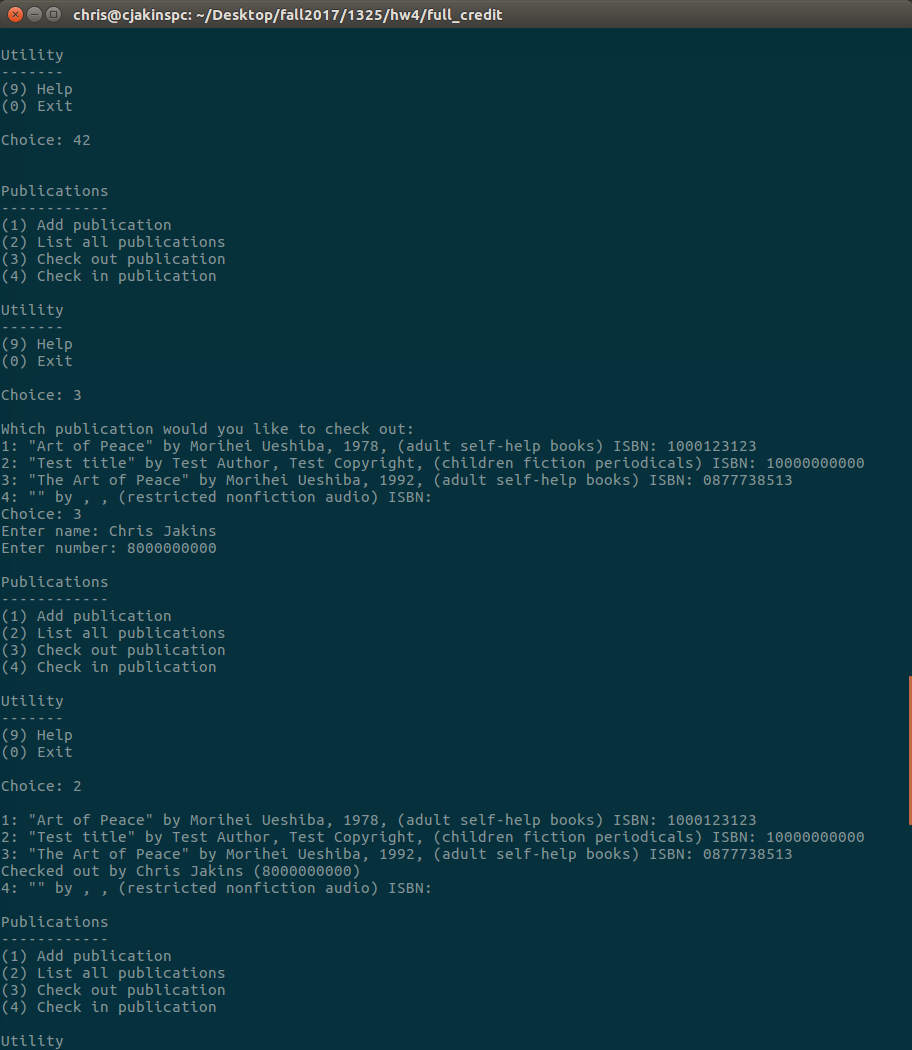 chris@cjakinspc: ~/Desktop/fall2017/1325/hw4/full_credit
Utility
-------
(9) Help
(0) Exit
Choice: 42
Publications
------------
(1) Add publication
(2) List all publications
(3) Check out publication
(4) Check in publication
Utility
-------
(9) Help
(0) Exit
Choice: 3
Which publication would you like to check out:
1: "Art of Peace" by Morihei Ueshiba, 1978, (adult self-help books) ISBN: 1000123123
2: "Test title" by Test Author, Test Copyright, (children fiction periodicals) ISBN: 10000000000
3: "The Art of Peace" by Morihei Ueshiba, 1992, (adult self-help books) ISBN: 0877738513
4: "" by , , (restricted nonfiction audio) ISBN:
Choice: 3
Enter name: Chris Jakins
Enter number: 8000000000
Publications
------------
(1) Add publication
(2) List all publications
(3) Check out publication
(4) Check in publication
Utility
-------
(9) Help
(0) Exit
Choice: 2
1: "Art of Peace" by Morihei Ueshiba, 1978, (adult self-help books) ISBN: 1000123123
2: "Test title" by Test Author, Test Copyright, (children fiction periodicals) ISBN: 10000000000
3: "The Art of Peace" by Morihei Ueshiba, 1992, (adult self-help books) ISBN: 0877738513
Checked out by Chris Jakins (8000000000)
4: "" by , , (restricted nonfiction audio) ISBN:
Publications
------------
(1) Add publication
(2) List all publications
(3) Check out publication
(4) Check in publication
Utility